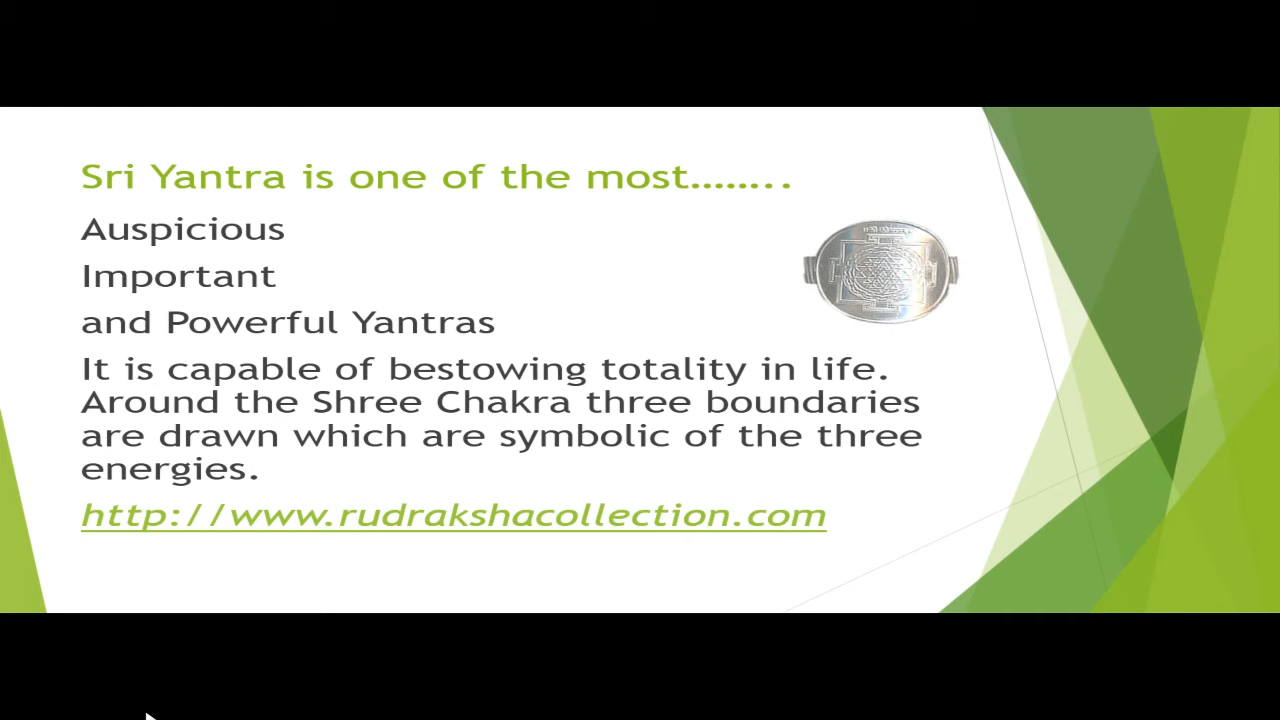 Sri Yantra is one of the most……..
Auspicious
Important
and Powerful Yantras
It is capable of bestowing totality in life.
Around the Shree Chakra three boundaries
are drawn which are symbolic of the three
energies.
http://www.rudrakshacollection.com